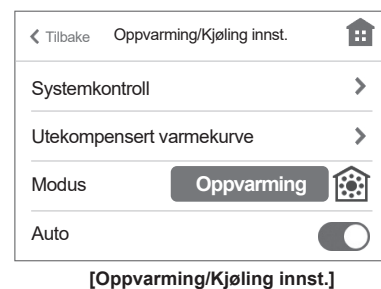 Tilbake Oppvarming/Kjøling innst.
Systemkontroll
Utekompensert varmekurve
Modus Oppvarming
Auto
[Oppvarming/Kjøling innst.]